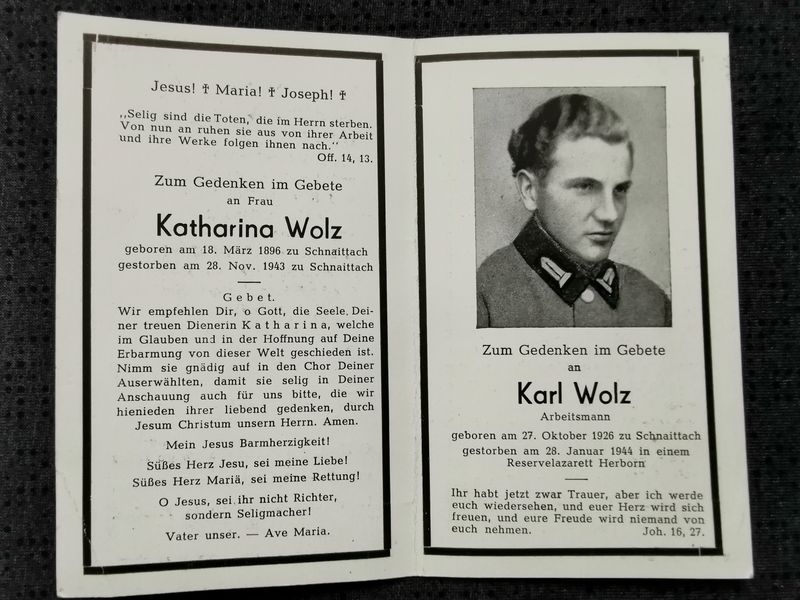 Jesus! ✝ Maria! ✝ Joseph! ✝
„Selig sind die Toten, die im Herrn sterben.
Von nun an ruhen sie aus von ihrer Arbeit
und ihre Werke folgen ihnen nach."
Off. 14, 13.
Zum Gedenken im Gebete
an Frau
Katharina Wolz
geboren am 18. März 1896 zu Schnaittach
gestorben am 28. Nov. 1943 zu Schnaittach
Gebet.
Wir empfehlen Dir, o Gott, die Seele Dei-
ner treuen Dienerin Katharina, welche
im Glauben und in der Hoffnung auf Deine
Erbarmung von dieser Welt geschieden ist.
Nimm sie gnädig auf in den Chor Deiner
Auserwählten, damit sie selig in Deiner
Anschauung auch für uns bitte, die wir
hienieden ihrer liebend gedenken, durch
Jesum Christum unsern Herrn. Amen.
Mein Jesus Barmherzigkeit!
Süßes Herz Jesu, sei meine Liebe!
Süßes Herz Mariä, sei meine Rettung!
O Jesus, sei ihr nicht Richter,
sondern Seligmacher!
Vater unser. — Ave Maria.
Zum Gedenken im Gebete
an
Karl Wolz
Arbeitsmann
geboren am 27. Oktober 1926 zu Schnaittach
gestorben am 28. Januar 1944 in einem
Reservelazarett Herborn
Ihr habt jetzt zwar Trauer, aber ich werde
euch wiedersehen, und euer Herz wird sich
freuen, und eure Freude wird niemand von
euch nehmen. Joh. 16, 27.